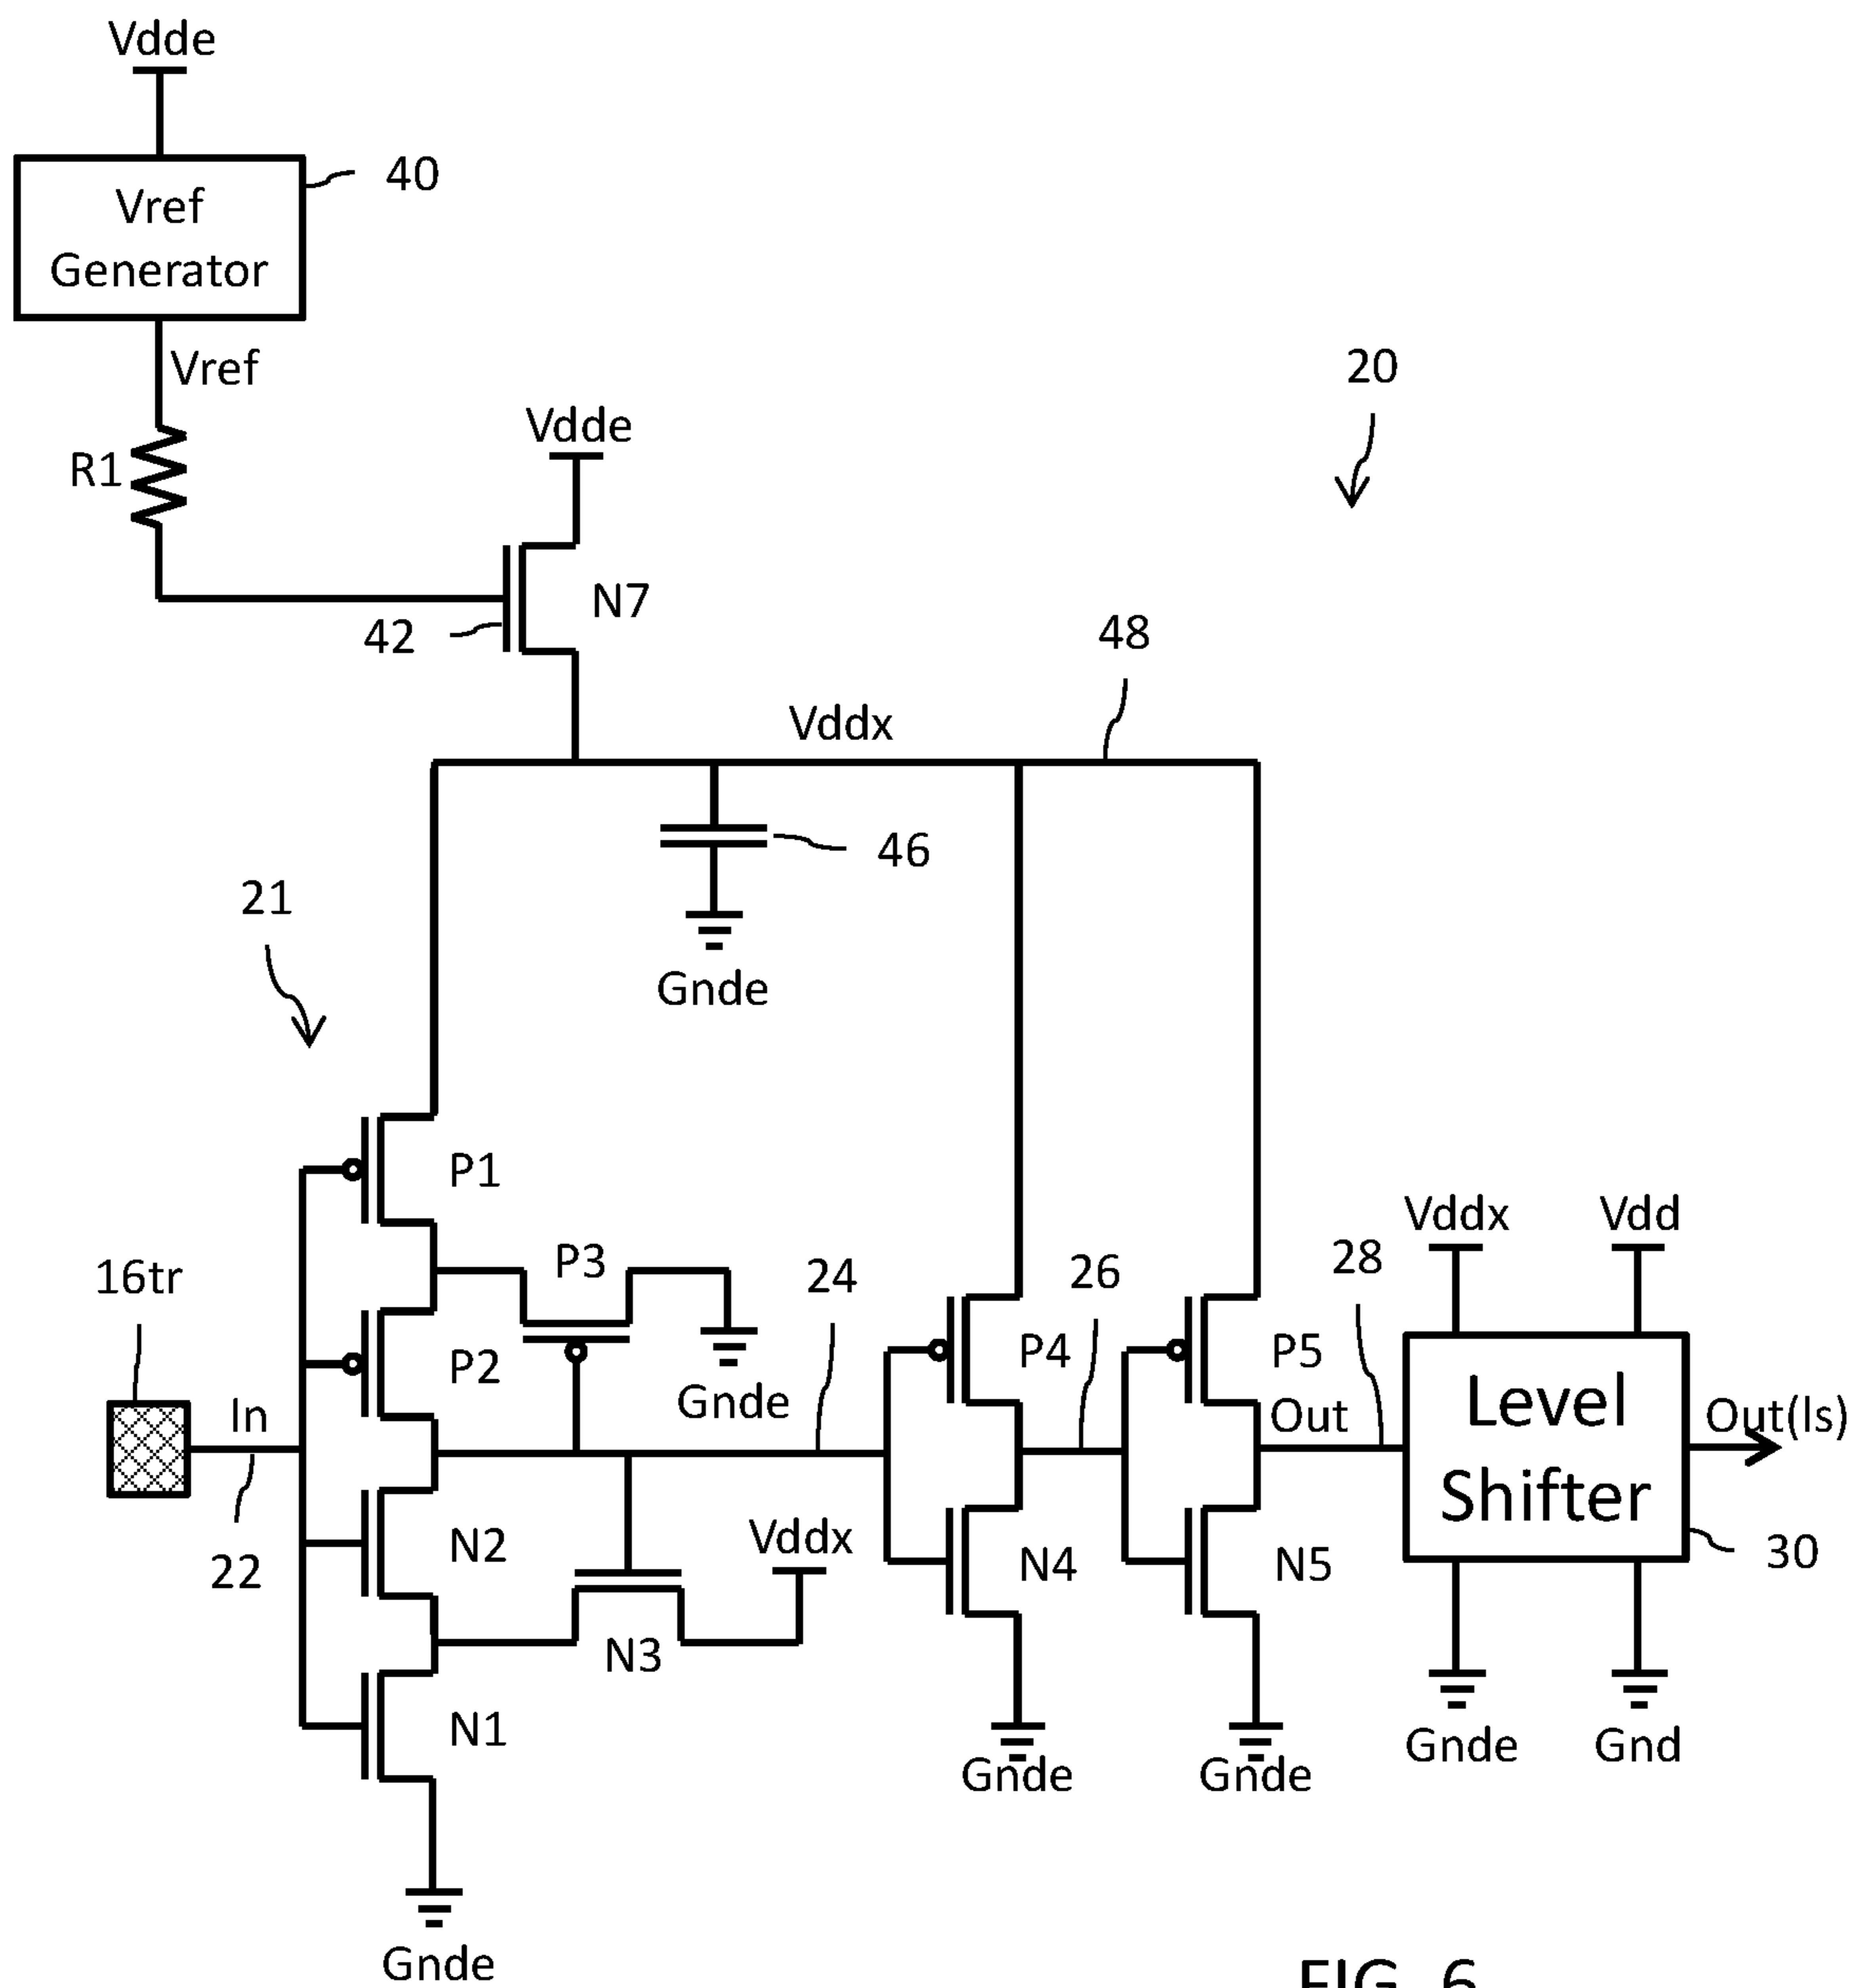 Vdde
40
Vref
Generator
Vref
20
R1
Vdde
N7
42
48
Vddx
46
21
Gnde
P1
16tr
P3
24
26
28
Vddx
Vdd
P2
Gnde
P4
P5
In
Out
Level
Shifter
Out(ls)
22
N2
Vddx
N4
N5
30
N3
N1
Gnde
Gnde
Gnde
Gnd
Gnde
FIG. 6